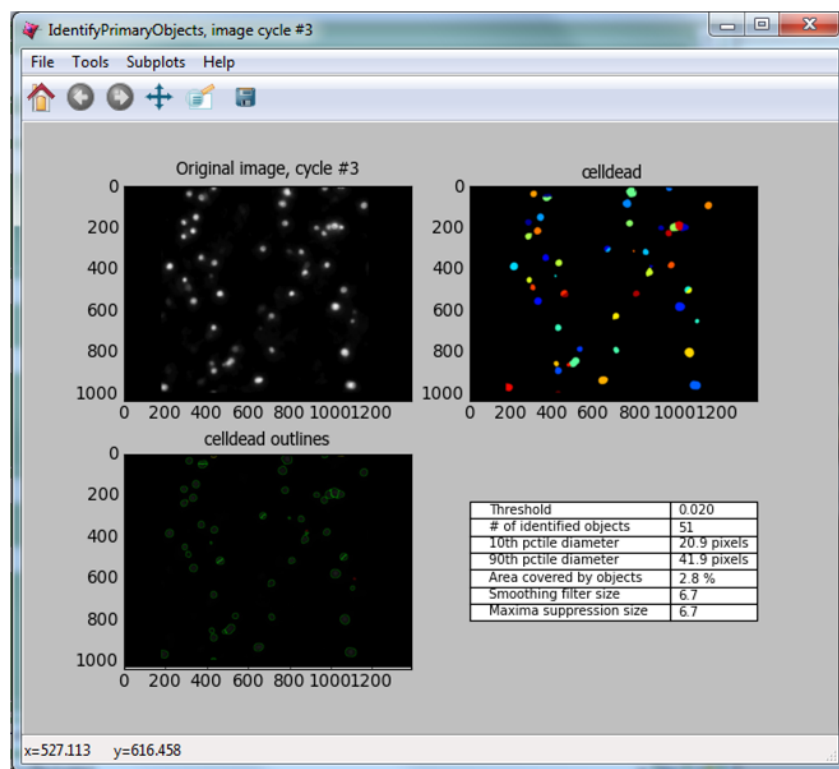 IdentifyPrimaryObjects, image cycle #3
File Tools Subplots Help
Original image, cycle #3
0
200
400
600
800
1000
0 200 400 600 800 10001200
celldead
0
200
400
600
800
1000
0 200 400 600 800 10001200
celldead outlines
0
200
400
600
800
1000
0 200 400 600 800 10001200
Threshold 0.020
# of identified objects 51
10th pctile diameter 20.9 pixels
90th pctile diameter 41.9 pixels
Area covered by objects 2.8 %
Smoothing filter size 6.7
Maxima suppression size 6.7
x=527.113 y=616.458